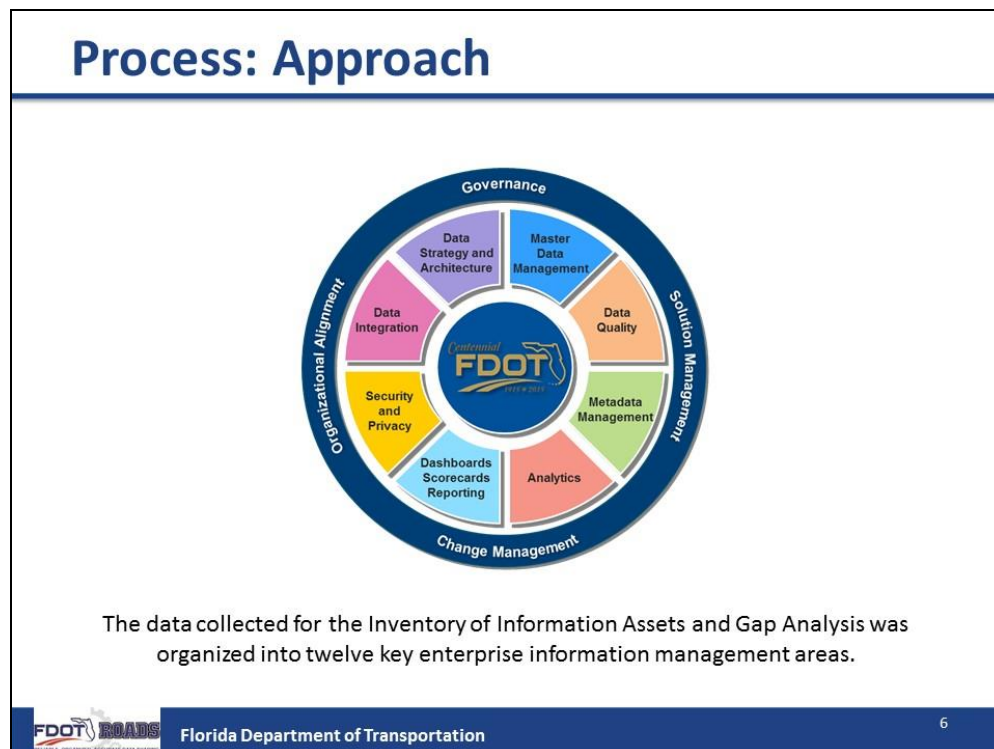 Process: Approach
Governance
Solution Management
Change Management
Organizational Alignment
Data
Strategy and
Architecture
Master
Data
Management
Data
Quality
Metadata
Management
Analytics
Dashboards
Scorecards
Reporting
Security
and
Privacy
Data
Integration
Centennial
FDOT
1915 2015
The data collected for the Inventory of Information Assets and Gap Analysis was
organized into twelve key enterprise information management areas.
FDOT ROADS
Florida Department of Transportation
6